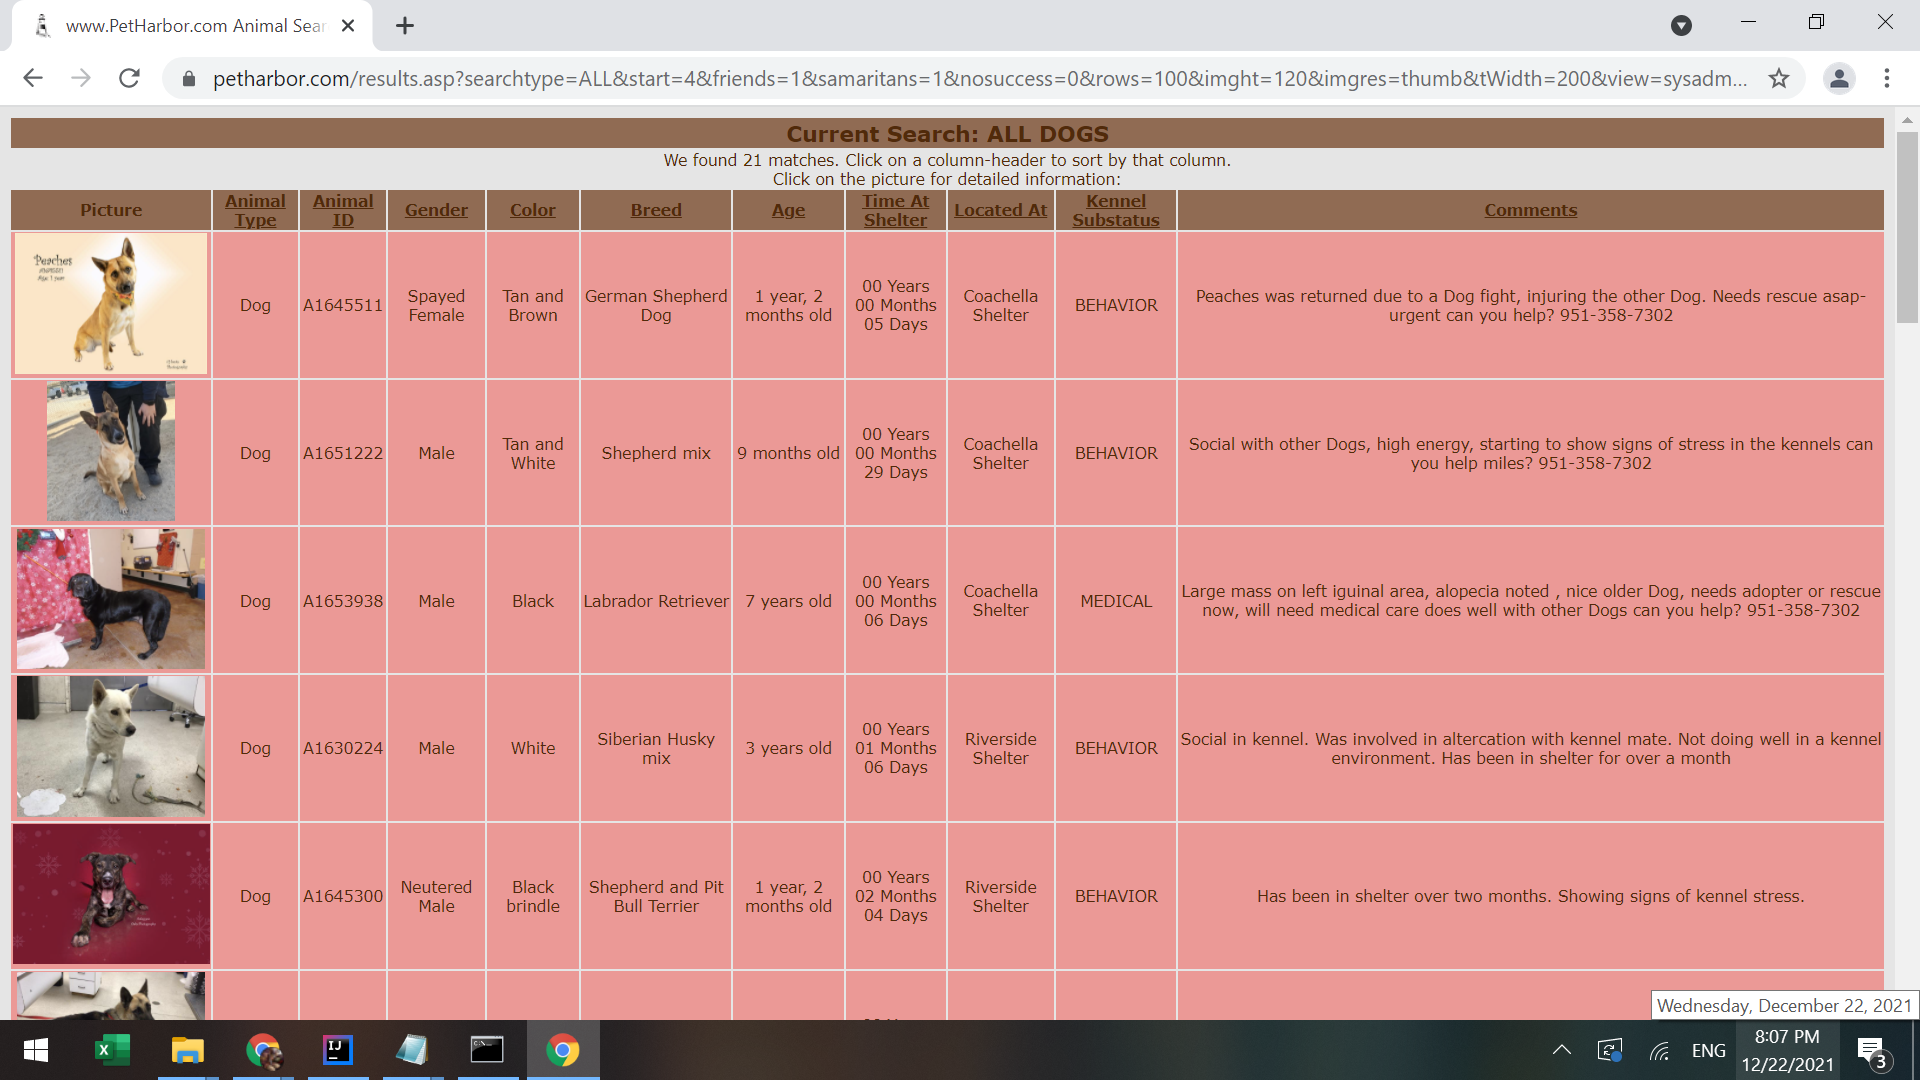 www.PetHarbor.com Animal Sear
petharbor.com/results.asp?searchtype=ALL&start=4&friends=1&samaritans=1&nosuccess=0&rows=100&imght=120&imgres=thumb&tWidth=200&view=sysadm...
Current Search: ALL DOGS
We found 21 matches. Click on a column-header to sort by that column.
Click on the picture for detailed information:
Picture
Animal
Type
Animal
ID
Gender
Color
Breed
Age
Time At
Shelter
Located At
Kennel
Substatus
Comments
Peaches
Dog
A1645511
Spayed
Female
Tan and
Brown
German Shepherd
Dog
1 year, 2
months old
00 Years
00 Months
05 Days
Coachella
Shelter
BEHAVIOR
Peaches was returned due to a Dog fight, injuring the other Dog. Needs rescue asap-
urgent can you help? 951-358-7302
Dog
A1651222
Male
Tan and
White
Shepherd mix
9 months old
00 Years
00 Months
29 Days
Coachella
Shelter
BEHAVIOR
Social with other Dogs, high energy, starting to show signs of stress in the kennels can
you help miles? 951-358-7302
Dog
A1653938
Male
Black
Labrador Retriever
7 years old
00 Years
00 Months
06 Days
Coachella
Shelter
MEDICAL
Large mass on left iguinal area, alopecia noted , nice older Dog, needs adopter or rescue
now, will need medical care does well with other Dogs can you help? 951-358-7302
Dog
A1630224
Male
White
Siberian Husky
mix
3 years old
00 Years
01 Months
06 Days
Riverside
Shelter
BEHAVIOR
Social in kennel. Was involved in altercation with kennel mate. Not doing well in a kennel
environment. Has been in shelter for over a month
Dog
A1645300
Neutered
Male
Black
brindle
Shepherd and Pit
Bull Terrier
1 year, 2
months old
00 Years
02 Months
04 Days
Riverside
Shelter
BEHAVIOR
Has been in shelter over two months. Showing signs of kennel stress.
Wednesday, December 22, 2021
IJ
ENG
8:07 PM
12/22/2021
3